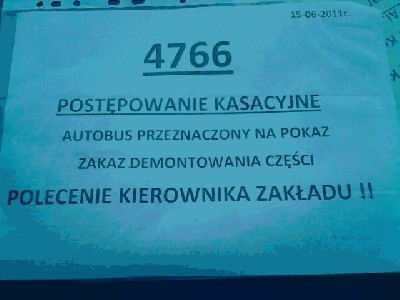 15-06-2011r.
4766
POSTĘPOWANIE KASACYJNE
AUTOBUS PRZEZNACZONY NA POKAZ
ZAKAZ DEMONTOWANIA CZĘŚCI
POLECENIE KIEROWNIKA ZAKŁADU !!